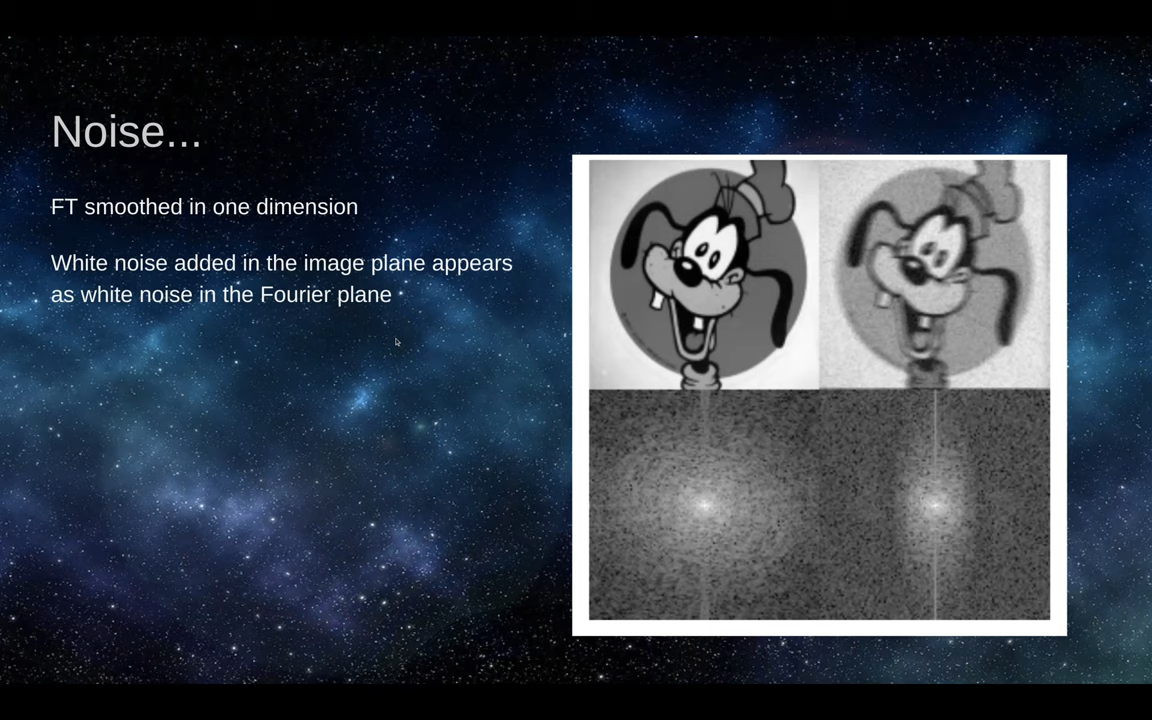 Noise...
FT smoothed in one dimension
White noise added in the image plane appears
as white noise in the Fourier plane